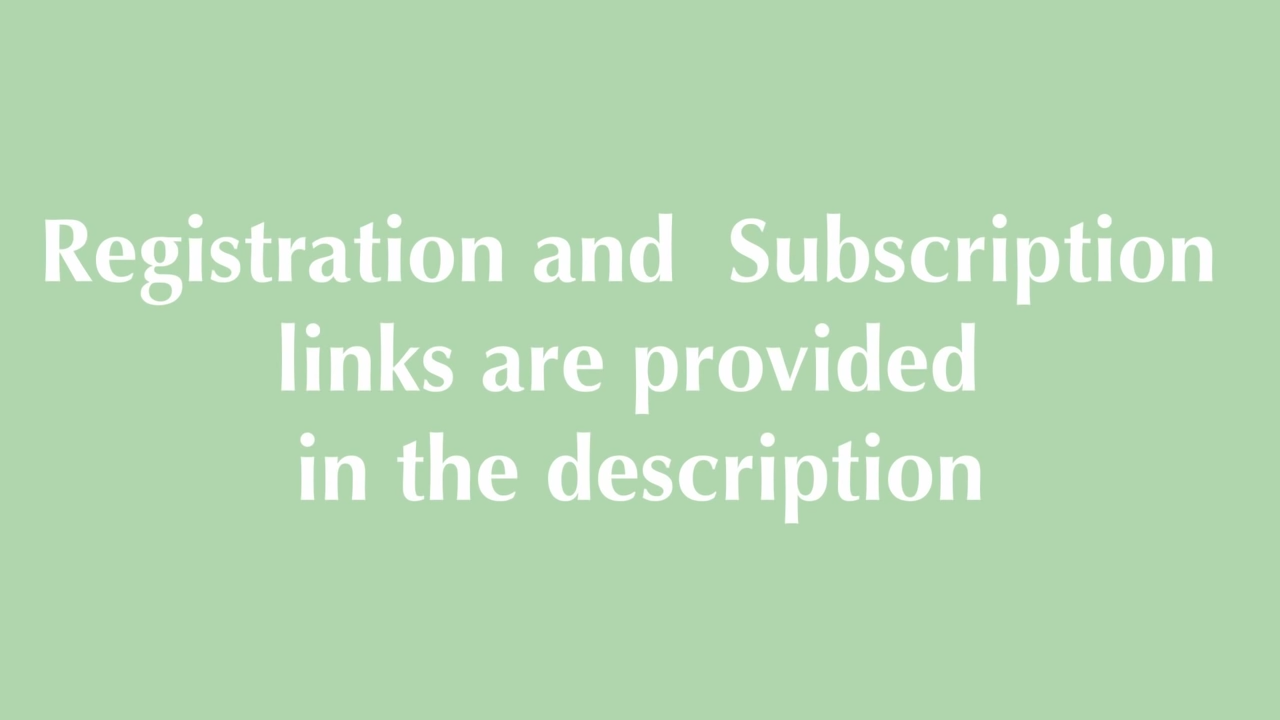 Registration and  Subscription
links are provided
in the description